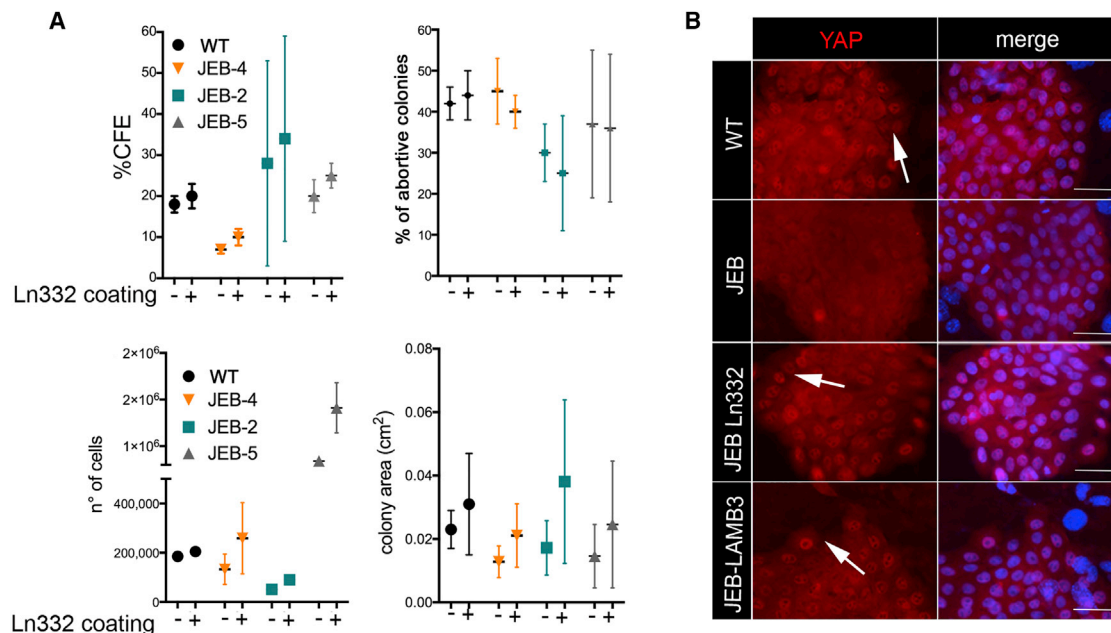 A
%CFE
60
50
40
30
20
10
0
WT
JEB-4
JEB-2
JEB-5
- + - + - + - +
Ln332 coating
% of abortive colonies
60
50
40
30
20
10
0
- + - + - + - +
n° of cells
2×10⁶
2×10⁶
1×10⁶
400,000
200,000
0
WT
JEB-4
JEB-2
JEB-5
- + - + - + - +
Ln332 coating
colony area (cm²)
0.08
0.06
0.04
0.02
0.00
- + - + - + - +
B
YAP
merge
WT
JEB
JEB Ln332
JEB-LAMB3